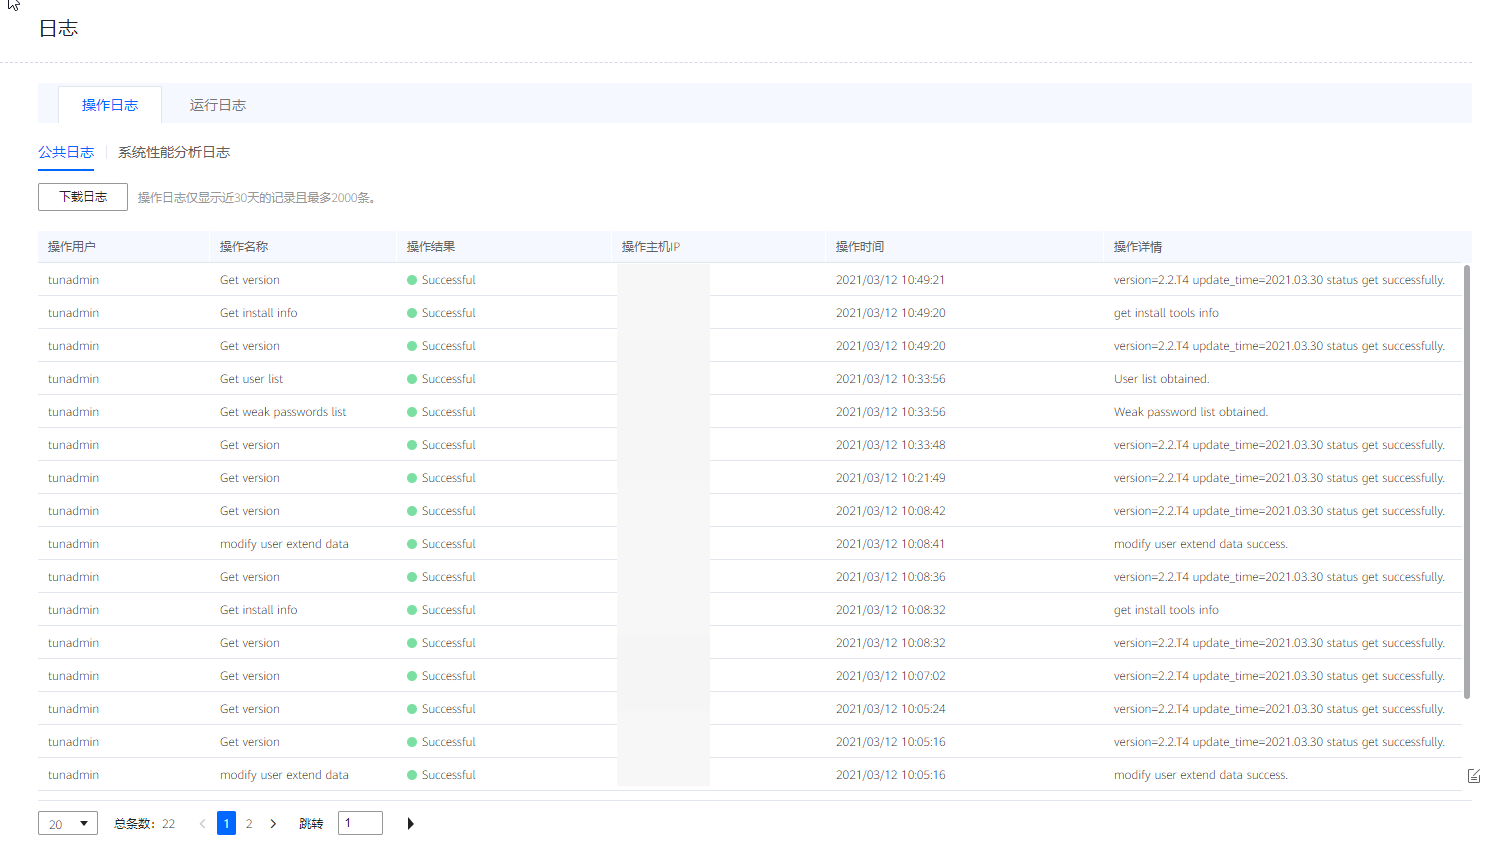 日志
操作日志 运行日志
公共日志 系统性能分析日志
下载日志 操作日志仅显示近30天的记录且最多2000条。
操作用户 操作名称 操作结果 操作主机IP 操作时间 操作详情
tunadmin Get version Successful 2021/03/12 10:49:21 version=2.2.T4 update_time=2021.03.30 status get successfully.
tunadmin Get install info Successful 2021/03/12 10:49:20 get install tools info
tunadmin Get version Successful 2021/03/12 10:49:20 version=2.2.T4 update_time=2021.03.30 status get successfully.
tunadmin Get user list Successful 2021/03/12 10:33:56 User list obtained.
tunadmin Get weak passwords list Successful 2021/03/12 10:33:56 Weak password list obtained.
tunadmin Get version Successful 2021/03/12 10:33:48 version=2.2.T4 update_time=2021.03.30 status get successfully.
tunadmin Get version Successful 2021/03/12 10:21:49 version=2.2.T4 update_time=2021.03.30 status get successfully.
tunadmin Get version Successful 2021/03/12 10:08:42 version=2.2.T4 update_time=2021.03.30 status get successfully.
tunadmin modify user extend data Successful 2021/03/12 10:08:41 modify user extend data success.
tunadmin Get version Successful 2021/03/12 10:08:36 version=2.2.T4 update_time=2021.03.30 status get successfully.
tunadmin Get install info Successful 2021/03/12 10:08:32 get install tools info
tunadmin Get version Successful 2021/03/12 10:08:32 version=2.2.T4 update_time=2021.03.30 status get successfully.
tunadmin Get version Successful 2021/03/12 10:07:02 version=2.2.T4 update_time=2021.03.30 status get successfully.
tunadmin Get version Successful 2021/03/12 10:05:24 version=2.2.T4 update_time=2021.03.30 status get successfully.
tunadmin Get version Successful 2021/03/12 10:05:16 version=2.2.T4 update_time=2021.03.30 status get successfully.
tunadmin modify user extend data Successful 2021/03/12 10:05:16 modify user extend data success.
20 总条数：22 1 2 跳转 1